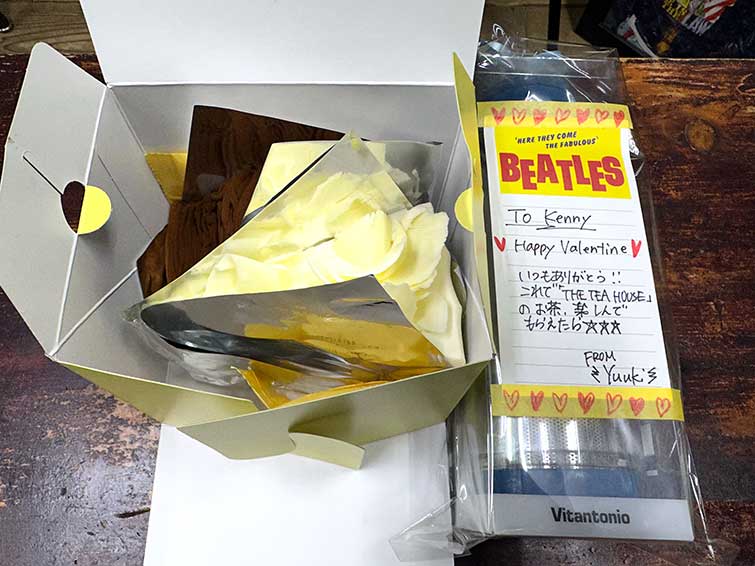 'HERE THEY COME
THE FABULOUS'
BEATLES
To Kenny
Happy Valentine
いつもありがとう!!
これで「THE TEA HOUSE」
のお茶、楽しんで
もらえたら☆☆☆
FROM
Yuuki
Vitantonio